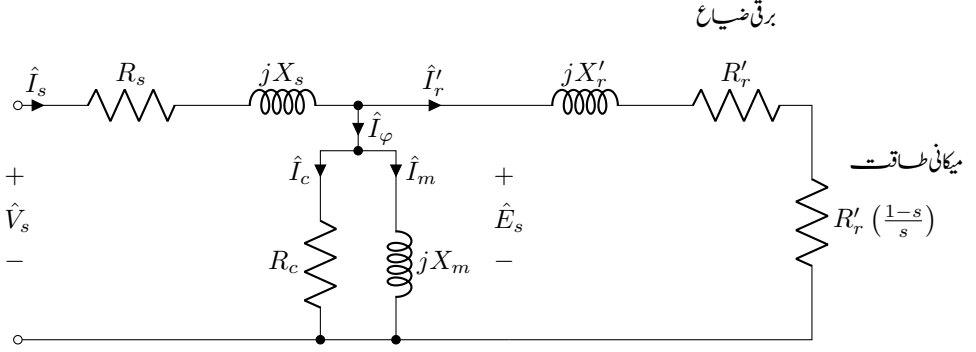 برقی ضیاع
Î_s R_s jX_s Î′_r jX′_r R′_r
Î_φ
میکانی طاقت
Î_c Î_m
+ +
V̂_s Ê_s R′_r (1−s/s)
− R_c jX_m −